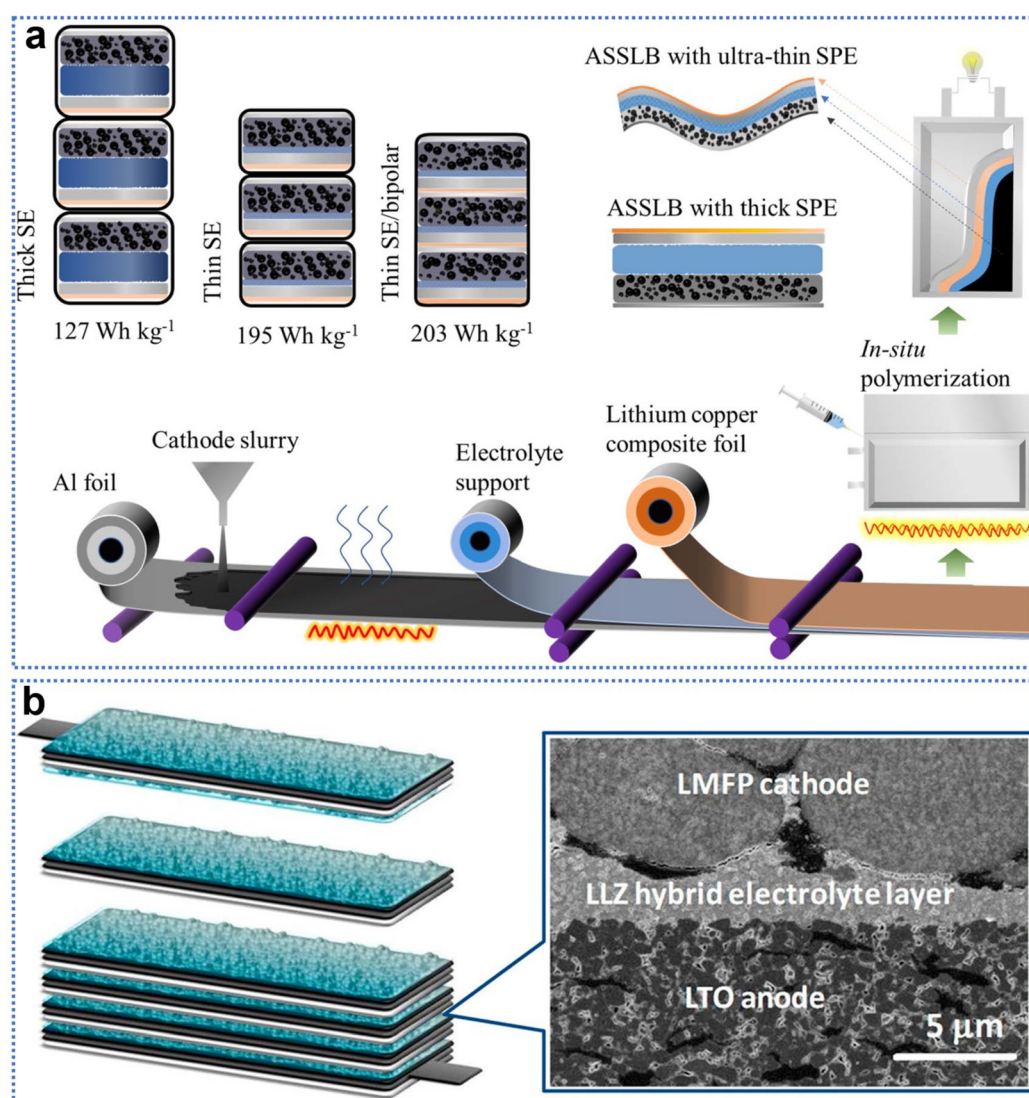 a
ASSLB with ultra-thin SPE
Thick SE
Thin SE
Thin SE/bipolar
ASSLB with thick SPE
127 Wh kg-1
195 Wh kg-1
203 Wh kg-1
In-situ
polymerization
Cathode slurry
Lithium copper
composite foil
Al foil
Electrolyte
support
b
LMFP cathode
LLZ hybrid electrolyte layer
LTO anode
5 μm